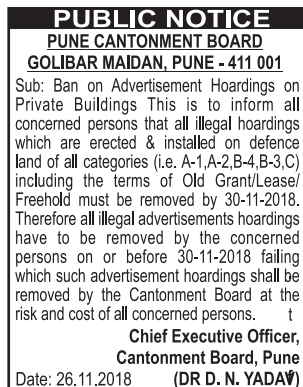 PUBLIC NOTICE
PUNE CANTONMENT BOARD
GOLIBAR MAIDAN, PUNE - 411 001
Sub: Ban on Advertisement Hoardings on
Private Buildings This is to inform all
concerned persons that all illegal hoardings
which are erected & installed on defence
land of all categories (i.e. A-1,A-2,B-4,B-3,C)
including the terms of Old Grant/Lease/
Freehold must be removed by 30-11-2018.
Therefore all illegal advertisements hoardings
have to be removed by the concerned
persons on or before 30-11-2018 failing
which such advertisement hoardings shall be
removed by the Cantonment Board at the
risk and cost of all concerned persons. t
Chief Executive Officer,
Cantonment Board, Pune
Date: 26.11.2018 (DR D. N. YADAV)